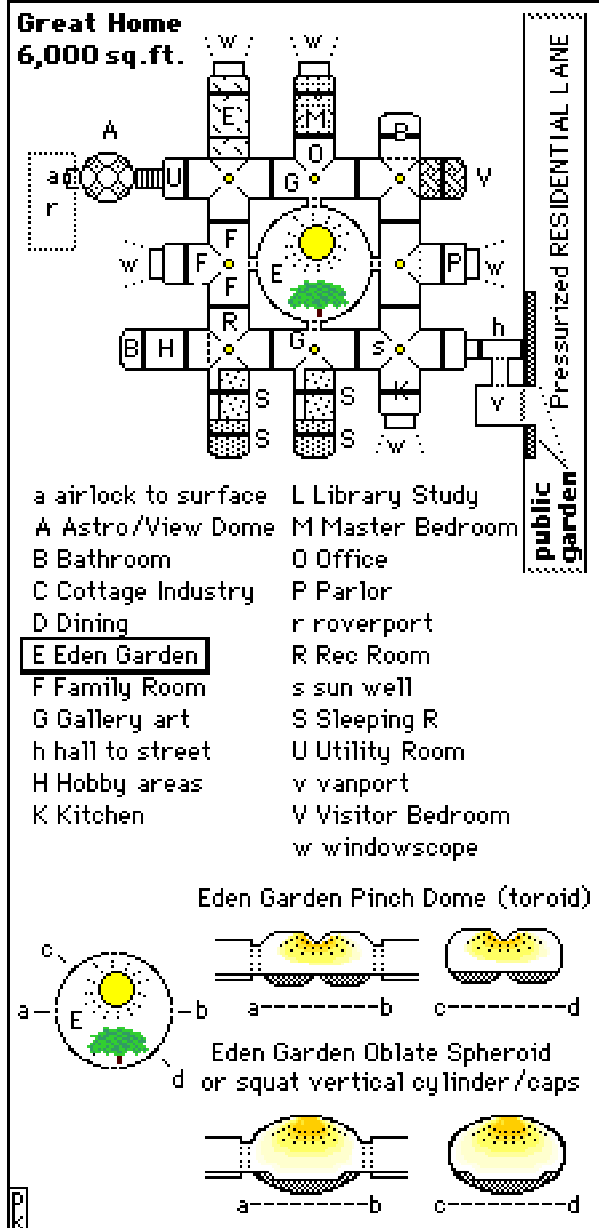 Great Home
6,000 sq.ft.
w w
A E M B
O
a U G V
r
F
w F E P w
F
R h
B H G s
S S K v
S S w
Pressurized RESIDENTIAL LANE
public
garden
a airlock to surface
A Astro/View Dome
B Bathroom
C Cottage Industry
D Dining
E Eden Garden
F Family Room
G Gallery art
h hall to street
H Hobby areas
K Kitchen
L Library Study
M Master Bedroom
O Office
P Parlor
r roverport
R Rec Room
s sun well
S Sleeping R
U Utility Room
v vanport
V Visitor Bedroom
w windowscope
Eden Garden Pinch Dome (toroid)
c
a E b
d
a----------b c---------d
Eden Garden Oblate Spheroid
or squat vertical cylinder/caps
a----------b c---------d
PK